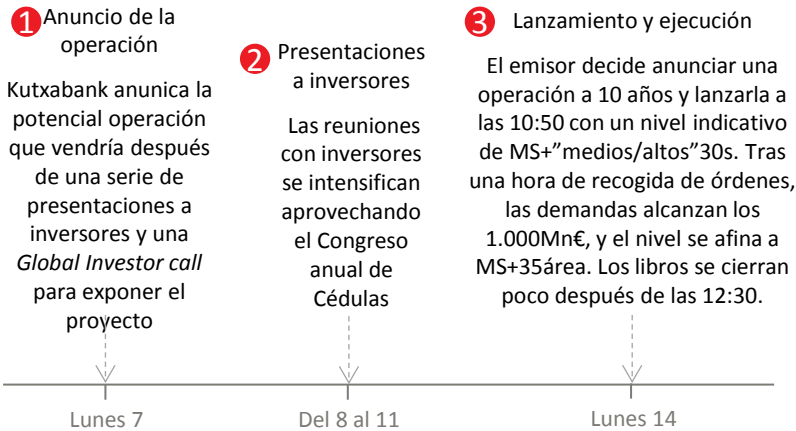 1 Anuncio de la
operación
Kutxabank anunica la
potencial operación
que vendría después
de una serie de
presentaciones a
inversores y una
Global Investor call
para exponer el
proyecto
2 Presentaciones
a inversores
Las reuniones
con inversores
se intensifican
aprovechando
el Congreso
anual de
Cédulas
3 Lanzamiento y ejecución
El emisor decide anunciar una
operación a 10 años y lanzarla a
las 10:50 con un nivel indicativo
de MS+”medios/altos”30s. Tras
una hora de recogida de órdenes,
las demandas alcanzan los
1.000Mn€, y el nivel se afina a
MS+35área. Los libros se cierran
poco después de las 12:30.
Lunes 7
Del 8 al 11
Lunes 14